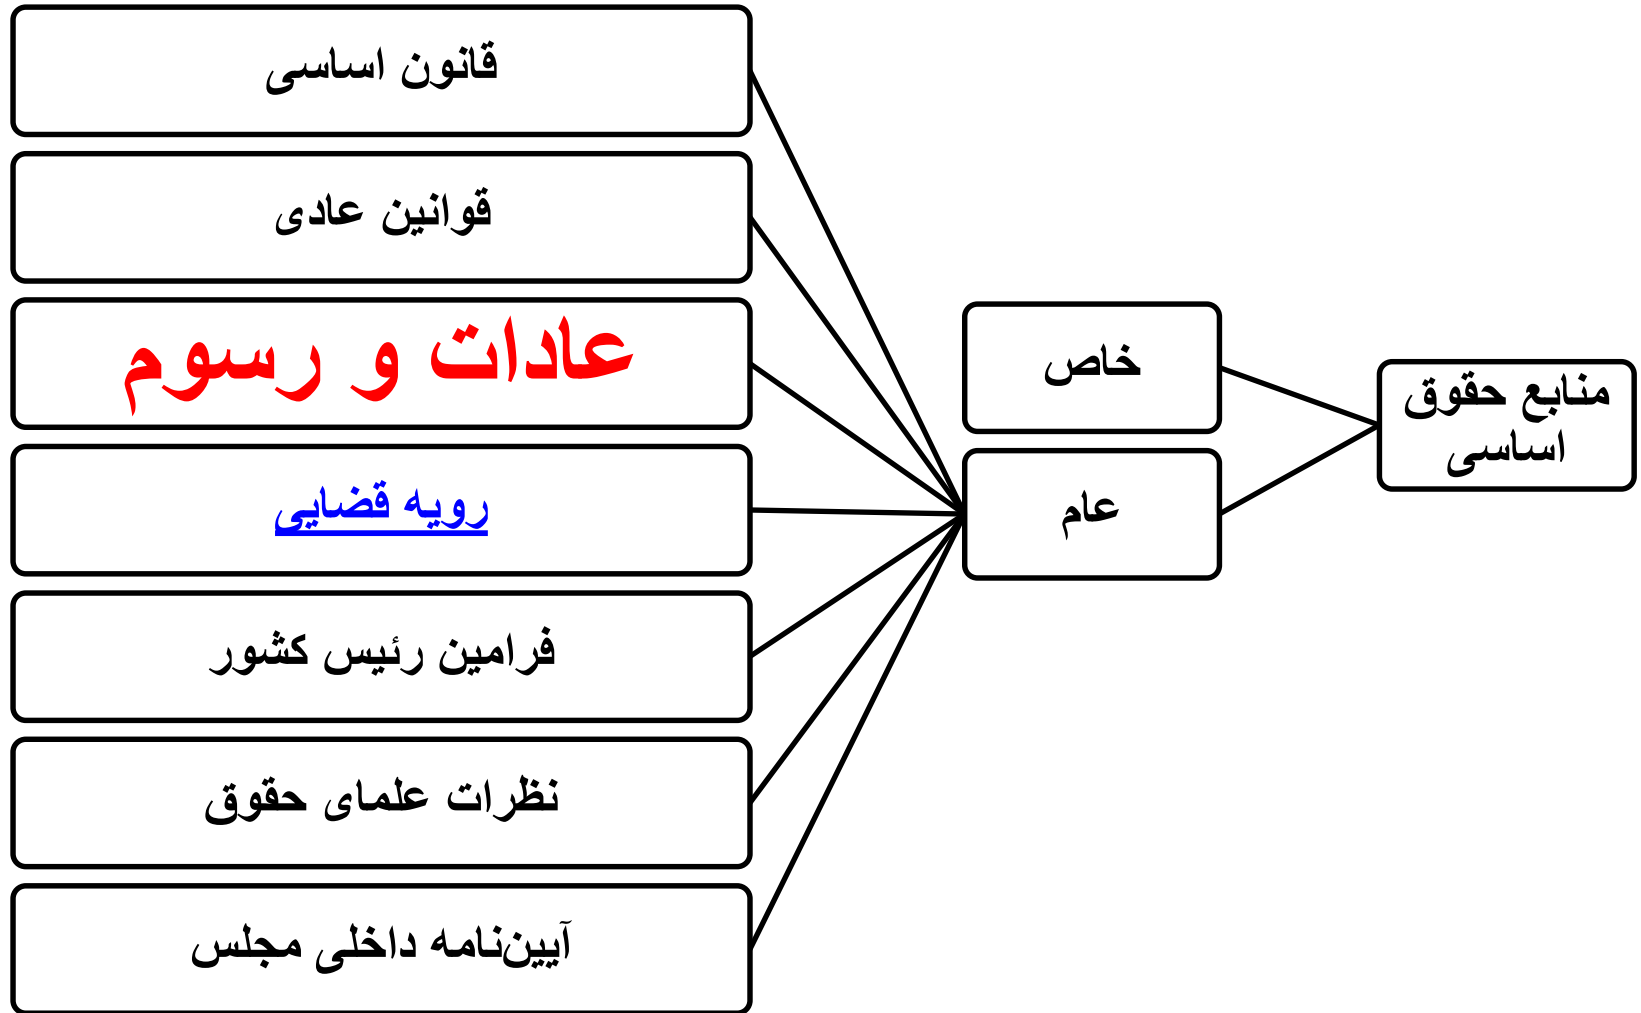 منابع حقوق
اساسی
خاص
عام
قانون اساسی
قوانین عادی
عادات و رسوم
رویه قضایی
فرامین رئیس کشور
نظرات علمای حقوق
آیین‌نامه داخلی مجلس